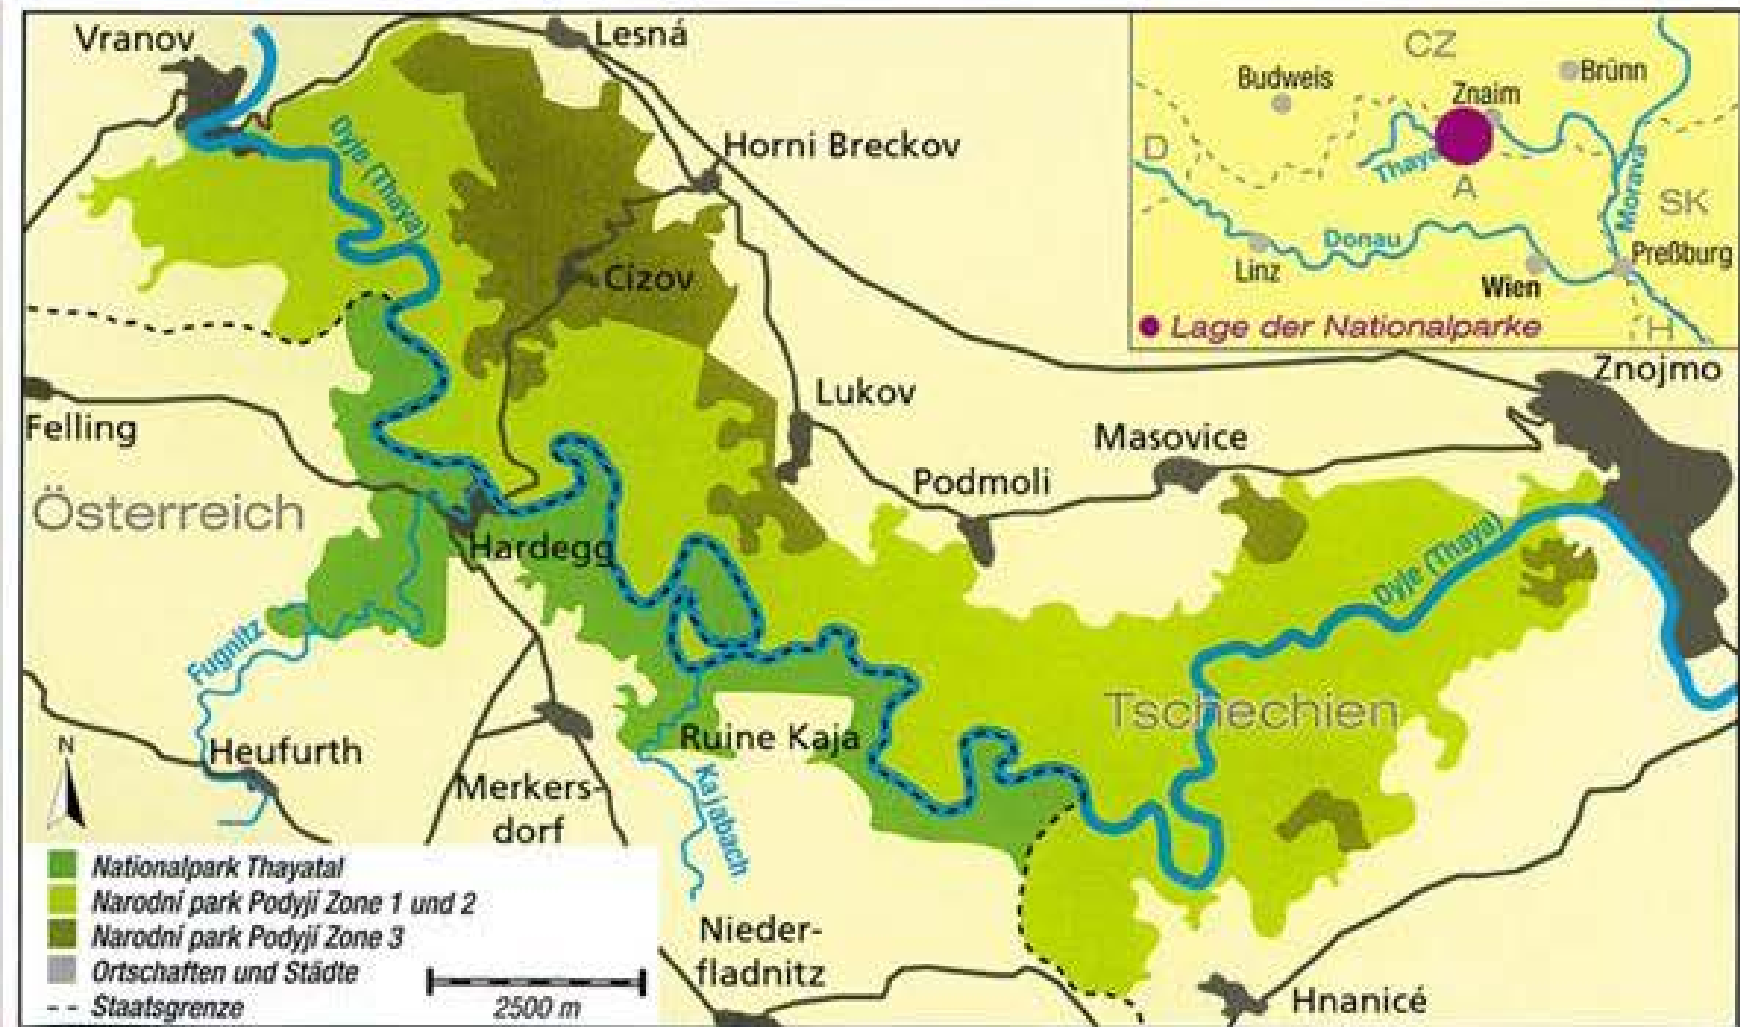 Vranov
Lesná
Horni Breckov
Dyje (Thaya)
Cizov
Lukov
Felling
Österreich
Hardegg
Podmoli
Masovice
Znojmo
Dyje (Thaya)
Tschechien
Fugnitz
Heufurth
N
Merkers-
dorf
Ruine Kaja
Kajabach
Nieder-
fladnitz
Hnanicé
CZ
Budweis
Brünn
Znaim
D
Thaya
A
Morava
SK
Donau
Linz
Wien
Preßburg
H
Lage der Nationalparke
Nationalpark Thayatal
Narodni park Podyjí Zone 1 und 2
Narodni park Podyjí Zone 3
Ortschaften und Städte
Staatsgrenze
2500 m